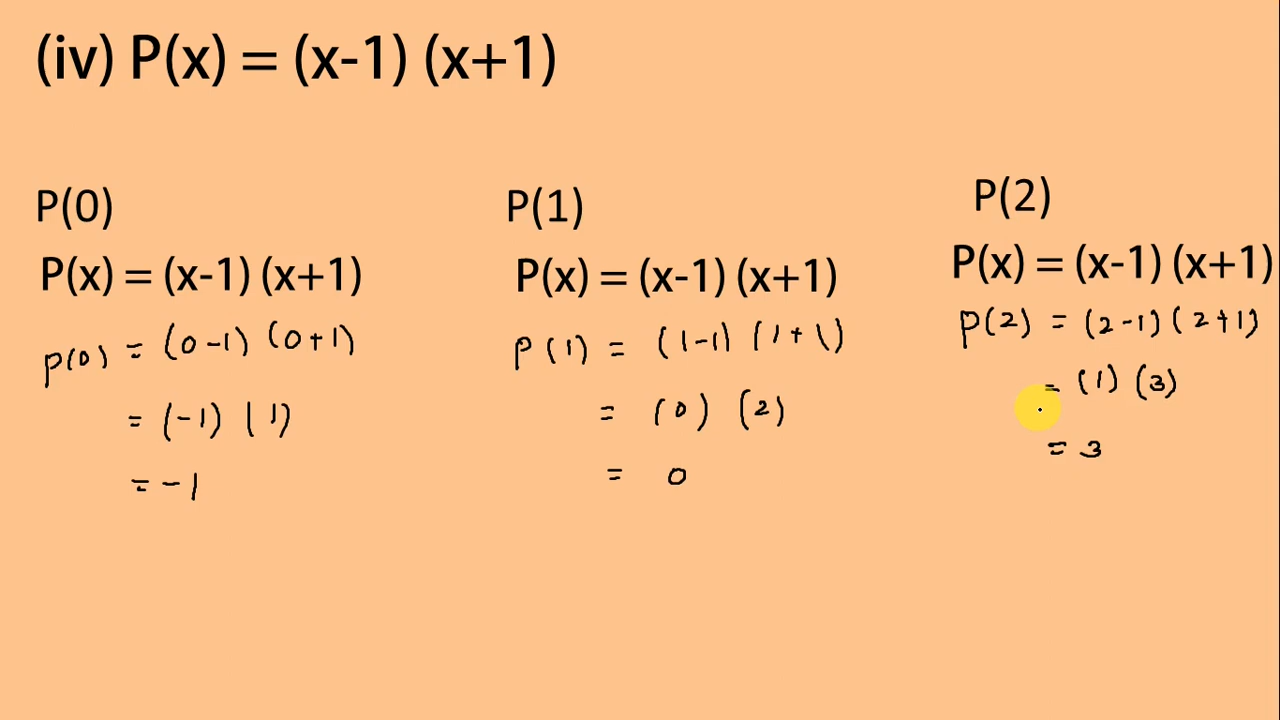 (iv) P(x) = (x-1) (x+1)
P(0)
P(x) = (x-1) (x+1)
P(0) = (0-1) (0+1)
= (-1) (1)
= -1
P(1)
P(x) = (x-1) (x+1)
P(1) = (1-1) (1+1)
= (0) (2)
= 0
P(2)
P(x) = (x-1) (x+1)
P(2) = (2-1) (2+1)
= (1) (3)
= 3